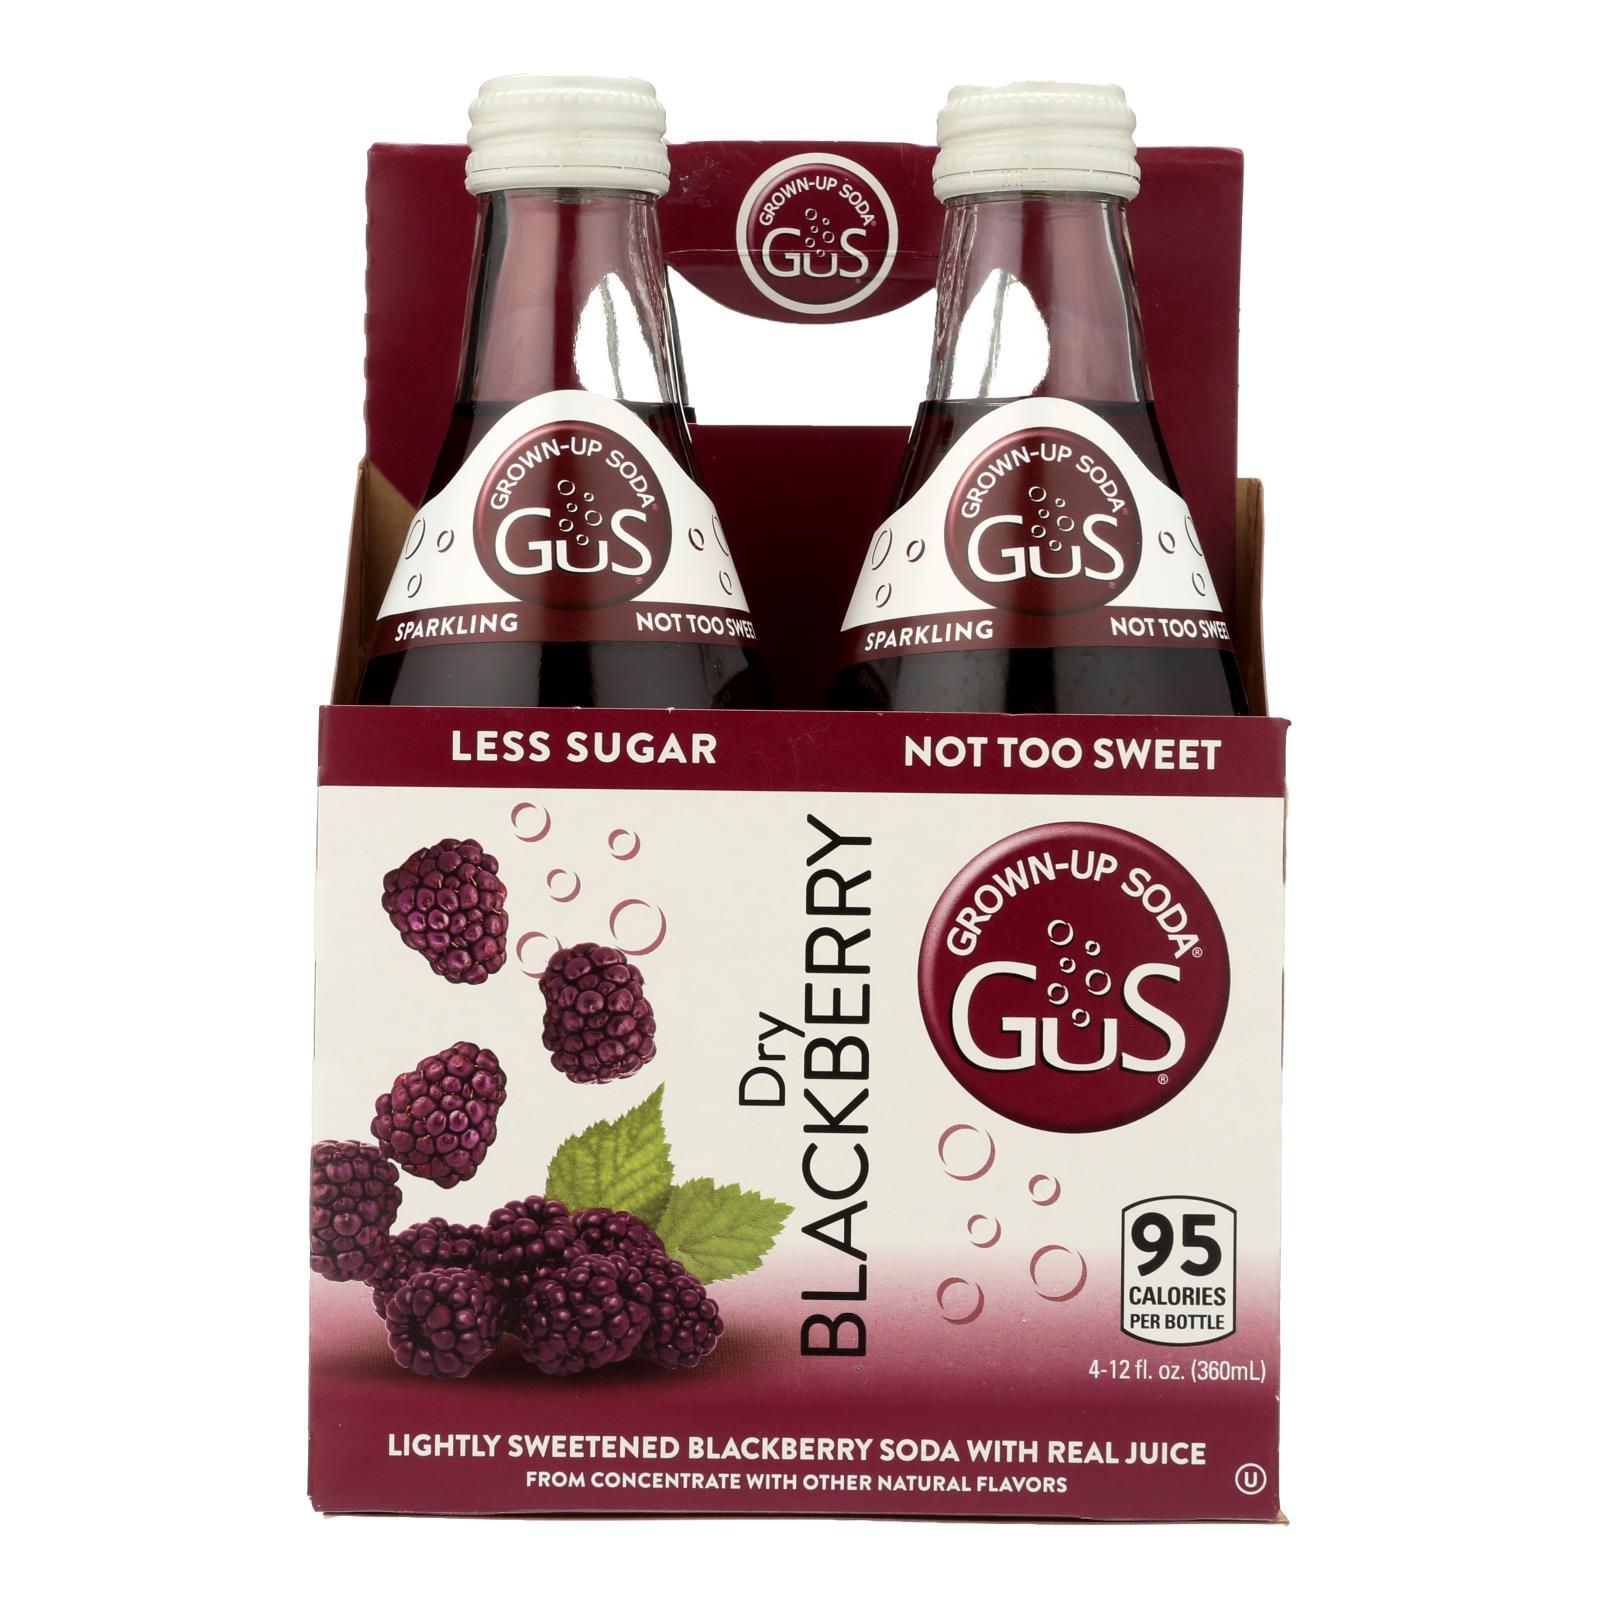 GROWN-UP SODA®
GuS®
GROWN-UP SODA®
GuS®
SPARKLING
NOT TOO SWEET
GROWN-UP SODA®
GuS®
SPARKLING
NOT TOO SWEET
LESS SUGAR
NOT TOO SWEET
Dry
BLACKBERRY
GROWN-UP SODA®
GuS®
95
CALORIES
PER BOTTLE
4-12 fl. oz. (360mL)
LIGHTLY SWEETENED BLACKBERRY SODA WITH REAL JUICE
FROM CONCENTRATE WITH OTHER NATURAL FLAVORS
U